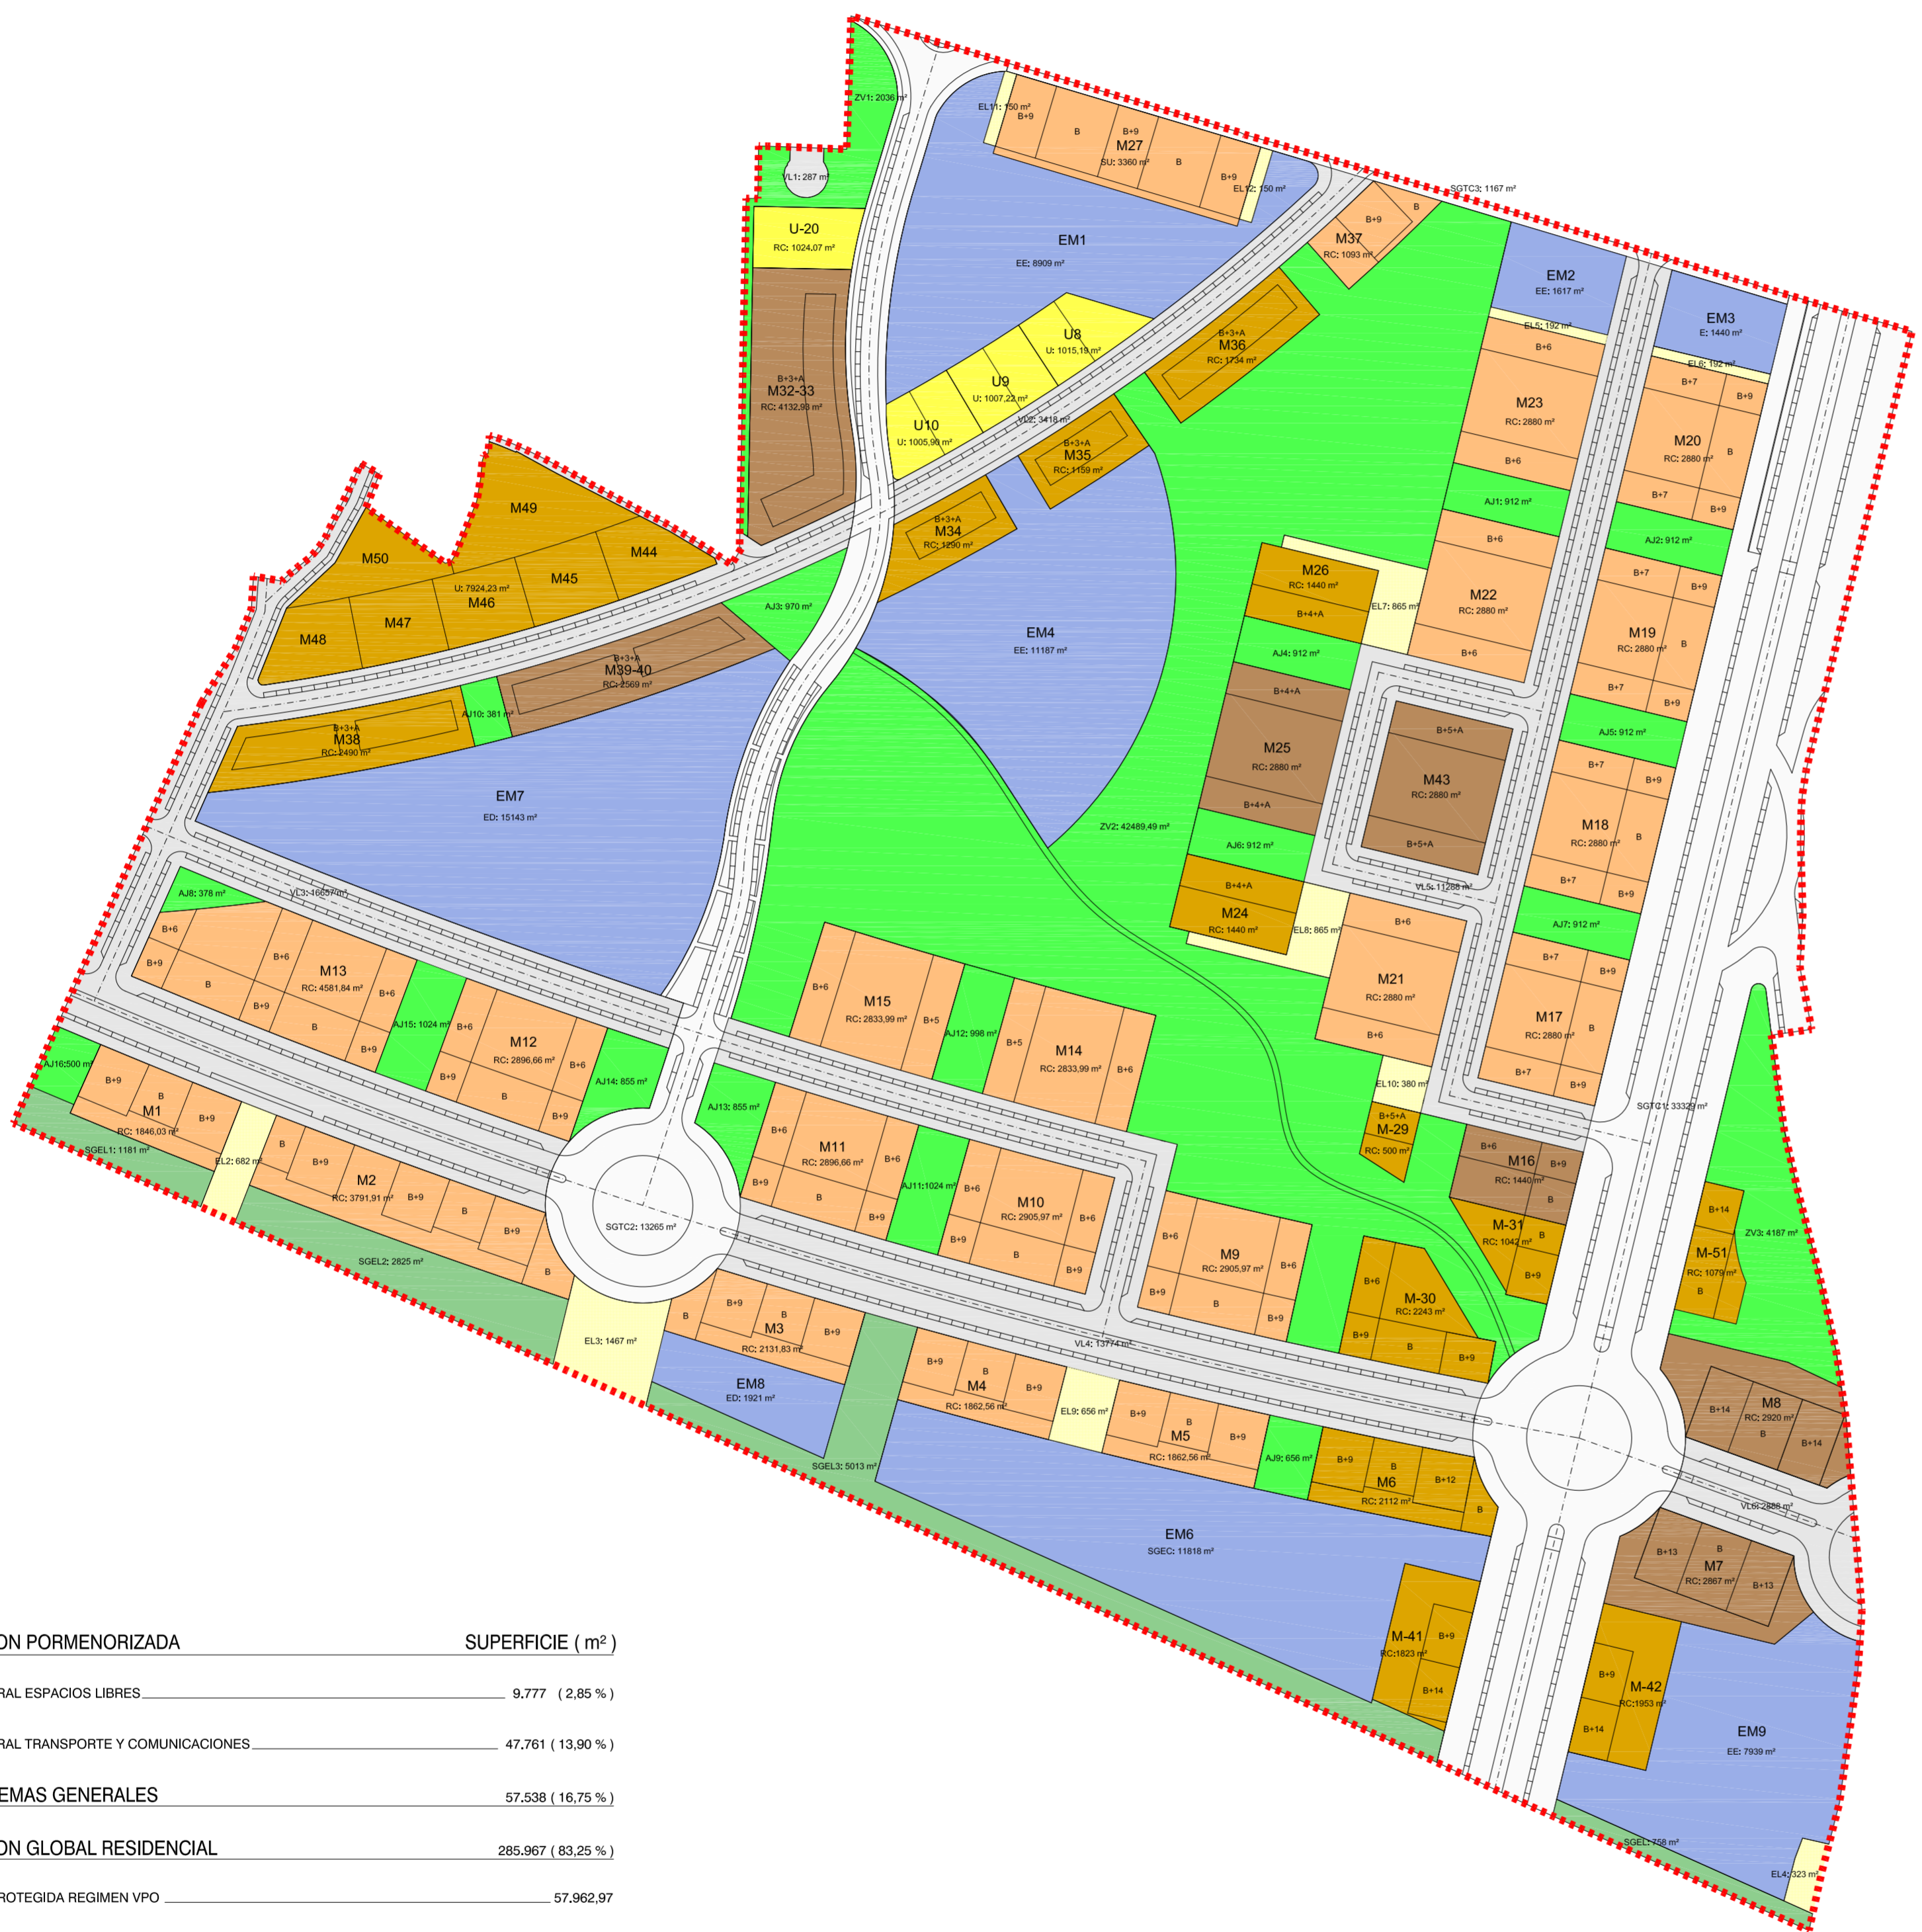 ZV1: 2036 m²
EL11: 150 m²
B+9
B
B+9
M27
SU: 3360 m²
B
B+9
EL12: 150 m²
VL1: 287 m²
SGTC3: 1167 m²
B+9
B
M37
RC: 1093 m²
U-20
RC: 1024,07 m²
EM1
EE: 8909 m²
EM2
EE: 1617 m²
EL5: 192 m²
EM3
E: 1440 m²
EL6: 192 m²
B+3+A
M32-33
RC: 4132,93 m²
U8
U: 1015,19 m²
U9
U: 1007,22 m²
U10
U: 1005,90 m²
VL2: 3418 m²
B+3+A
M36
RC: 1734 m²
B+3+A
M35
RC: 1159 m²
B+3+A
M34
RC: 1290 m²
B+6
M23
RC: 2880 m²
B+6
B+7
B+9
M20
RC: 2880 m²
B
B+7
B+9
AJ1: 912 m²
AJ2: 912 m²
M49
M50
M44
M45
U: 7924,23 m²
M46
M47
M48
AJ3: 970 m²
EM4
EE: 11187 m²
M26
RC: 1440 m²
B+4+A
EL7: 865 m²
B+6
M22
RC: 2880 m²
B+6
B+7
B+9
M19
RC: 2880 m²
B
B+7
B+9
AJ4: 912 m²
AJ5: 912 m²
B+3+A
M39-40
RC: 2569 m²
AJ10: 381 m²
B+3+A
M38
RC: 2490 m²
EM7
ED: 15143 m²
B+4+A
M25
RC: 2880 m²
B+4+A
B+5+A
M43
RC: 2880 m²
B+5+A
B+7
B+9
M18
RC: 2880 m²
B
B+7
B+9
ZV2: 42489,49 m²
AJ6: 912 m²
VL5: 11288 m²
AJ7: 912 m²
B+4+A
M24
RC: 1440 m²
EL8: 865 m²
B+6
M21
RC: 2880 m²
B+6
B+7
B+9
M17
RC: 2880 m²
B
B+7
B+9
AJ8: 378 m²
VL3: 16657 m²
B+6
B+9
B
B+6
M13
RC: 4581,84 m²
B+6
B+9
B
B+9
AJ15: 1024 m²
B+6
M12
RC: 2896,66 m²
B+6
B+9
B
B+9
AJ14: 855 m²
B+6
M15
RC: 2833,99 m²
B+5
AJ12: 998 m²
B+5
M14
RC: 2833,99 m²
B+6
AJ16:500 m²
B+9
B
B+9
M1
RC: 1846,03 m²
SGEL1: 1181 m²
EL2: 682 m²
B
B+9
M2
RC: 3791,91 m²
B+9
B
B+9
B
SGEL2: 2825 m²
AJ13: 855 m²
B+6
M11
RC: 2896,66 m²
B+6
B+9
B
B+9
AJ11:1024 m²
B+6
M10
RC: 2905,97 m²
B+6
B+9
B
B+9
SGTC2: 13265 m²
EL10: 380 m²
B+5+A
M-29
RC: 500 m²
SGTC1: 33329 m²
B+6
M16
B+9
RC: 1440 m²
B
M-31
B
RC: 1042 m²
B+9
B+6
M9
RC: 2905,97 m²
B+6
B+9
B
B+9
B+6
M-30
RC: 2243 m²
B+9
B
B+9
B+14
M-51
RC: 1079 m²
B
ZV3: 4187 m²
EL3: 1467 m²
B
B+9
B
B+9
M3
RC: 2131,83 m²
EM8
ED: 1921 m²
SGEL3: 5013 m²
VL4: 13774 m²
B+9
B
B+9
M4
RC: 1862,56 m²
EL9: 656 m²
B+9
B
B+9
M5
RC: 1862,56 m²
AJ9: 656 m²
B+9
B
B+12
M6
RC: 2112 m²
B
M8
RC: 2920 m²
B+14
B
B+14
VL6: 2888 m²
EM6
SGEC: 11818 m²
B+13
B
M7
RC: 2867 m²
B+13
M-41
B+9
RC:1823 m²
B+14
B+9
M-42
RC:1953 m²
B+14
EM9
EE: 7939 m²
SGEL: 758 m²
EL4: 323 m²
ON PORMENORIZADA SUPERFICIE ( m² )
RAL ESPACIOS LIBRES 9.777 ( 2,85 % )
RAL TRANSPORTE Y COMUNICACIONES 47.761 ( 13,90 % )
EMAS GENERALES 57.538 ( 16,75 % )
ON GLOBAL RESIDENCIAL 285.967 ( 83,25 % )
ROTEGIDA REGIMEN VPO 57.962,97